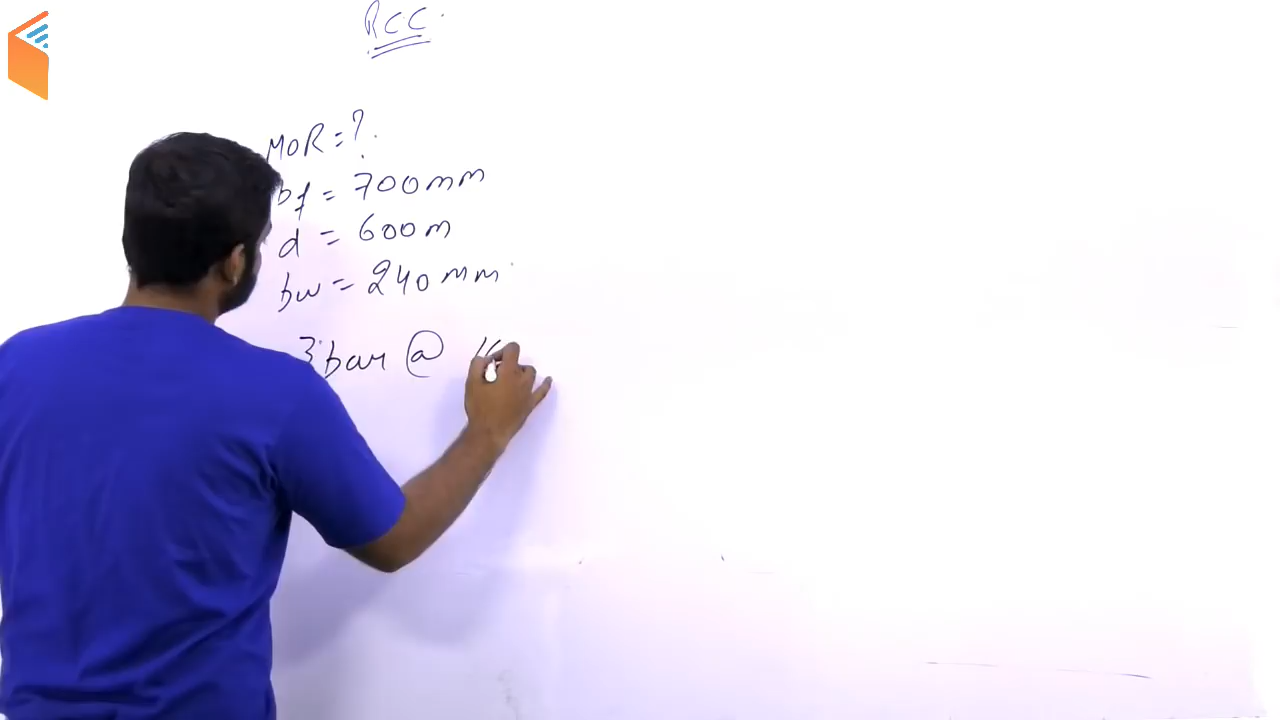 RCC
MOR = ?
bf = 700mm
d = 600m
bw = 240 mm
3 bar @